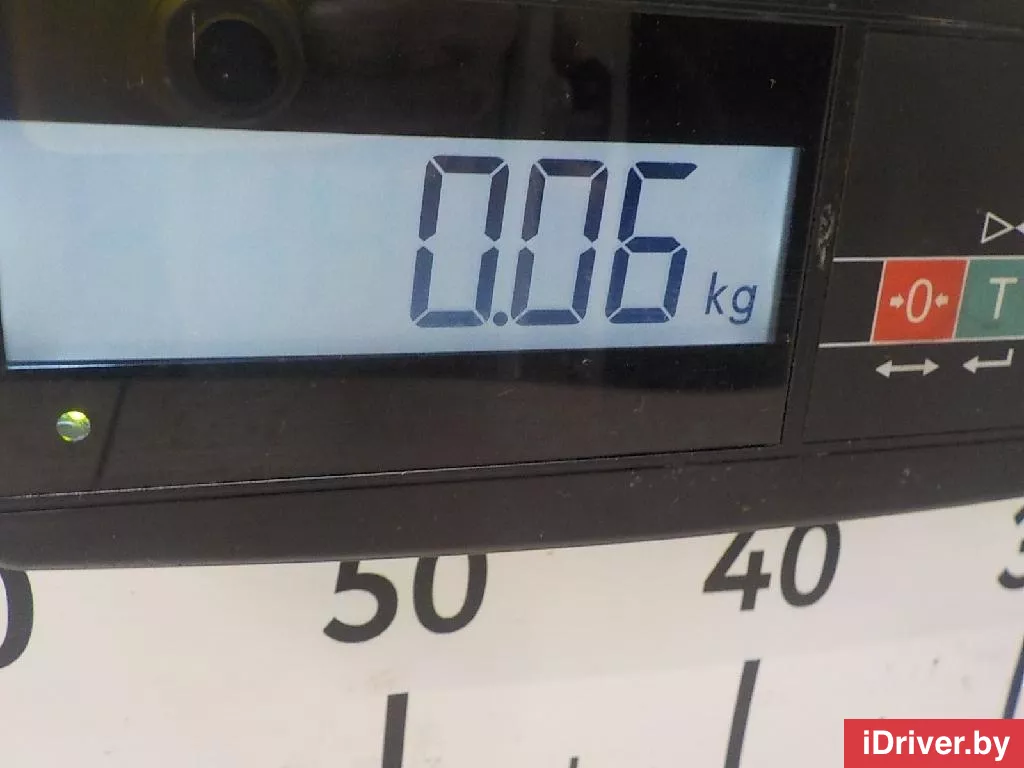 0.06 kg
→0← T
50 40
iDriver.by